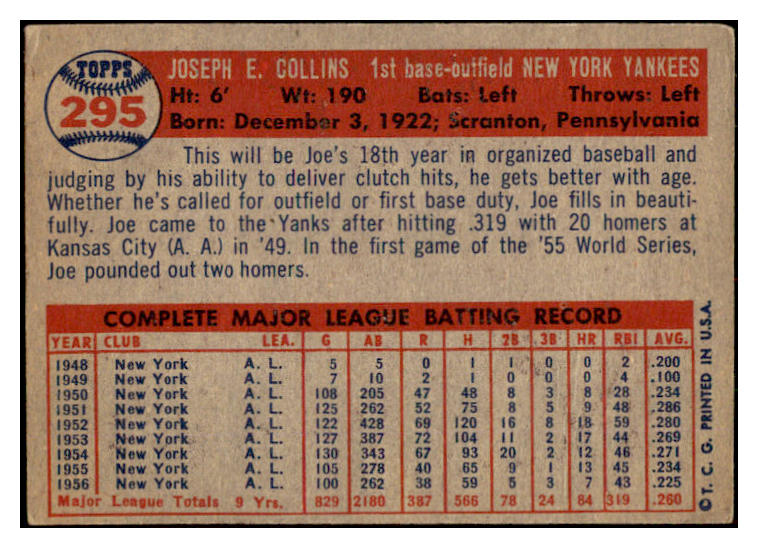 TOPPS
295
JOSEPH E. COLLINS 1st base-outfield NEW YORK YANKEES
Ht: 6' Wt: 190 Bats: Left Throws: Left
Born: December 3, 1922; Scranton, Pennsylvania
This will be Joe's 18th year in organized baseball and
judging by his ability to deliver clutch hits, he gets better with age.
Whether he's called for outfield or first base duty, Joe fills in beauti-
fully. Joe came to the Yanks after hitting .319 with 20 homers at
Kansas City (A. A.) in '49. In the first game of the '55 World Series,
Joe pounded out two homers.
COMPLETE MAJOR LEAGUE BATTING RECORD
YEAR CLUB LEA. G AB R H 2B 3B HR RBI AVG.
1948 New York A. L. 5 5 0 1 1 0 0 2 .200
1949 New York A. L. 7 10 2 1 0 0 0 4 .100
1950 New York A. L. 108 205 47 48 8 3 8 28 .234
1951 New York A. L. 125 262 52 75 8 5 9 48 .286
1952 New York A. L. 122 428 69 120 16 8 18 59 .280
1953 New York A. L. 127 387 72 104 11 2 17 44 .269
1954 New York A. L. 130 343 67 93 20 2 12 46 .271
1955 New York A. L. 105 278 40 65 9 1 13 45 .234
1956 New York A. L. 100 262 38 59 5 3 7 43 .225
Major League Totals 9 Yrs. 829 2180 387 566 78 24 84 319 .260
© T. C. G. PRINTED IN U.S.A.